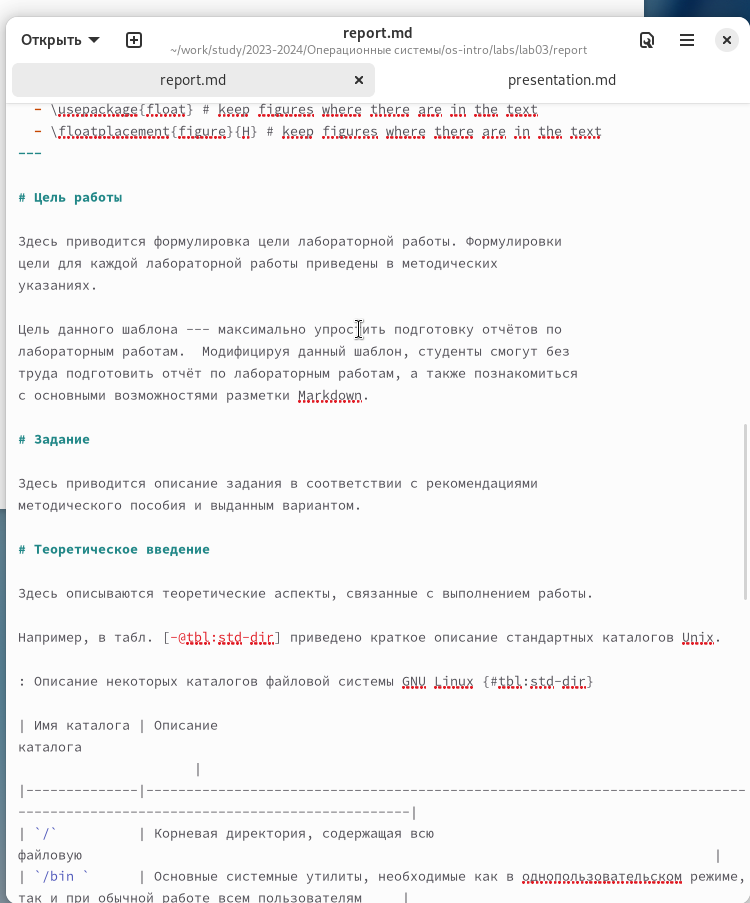 Открыть
report.md
~/work/study/2023-2024/Операционные системы/os-intro/labs/lab03/report
report.md
presentation.md
- \usepackage{float} # keep figures where there are in the text
- \floatplacement{figure}{H} # keep figures where there are in the text
---
# Цель работы
Здесь приводится формулировка цели лабораторной работы. Формулировки
цели для каждой лабораторной работы приведены в методических
указаниях.
Цель данного шаблона --- максимально упростить подготовку отчётов по
лабораторным работам.  Модифицируя данный шаблон, студенты смогут без
труда подготовить отчёт по лабораторным работам, а также познакомиться
с основными возможностями разметки Markdown.
# Задание
Здесь приводится описание задания в соответствии с рекомендациями
методического пособия и выданным вариантом.
# Теоретическое введение
Здесь описываются теоретические аспекты, связанные с выполнением работы.
Например, в табл. [-@tbl:std-dir] приведено краткое описание стандартных каталогов Unix.
: Описание некоторых каталогов файловой системы GNU Linux {#tbl:std-dir}
| Имя каталога | Описание
каталога
|
|--------------|---------------------------------------------------------------------------
-------------------------------------------------|
| `/`          | Корневая директория, содержащая всю
файловую |
| `/bin `      | Основные системные утилиты, необходимые как в однопользовательском режиме,
так и при обычной работе всем пользователям     |